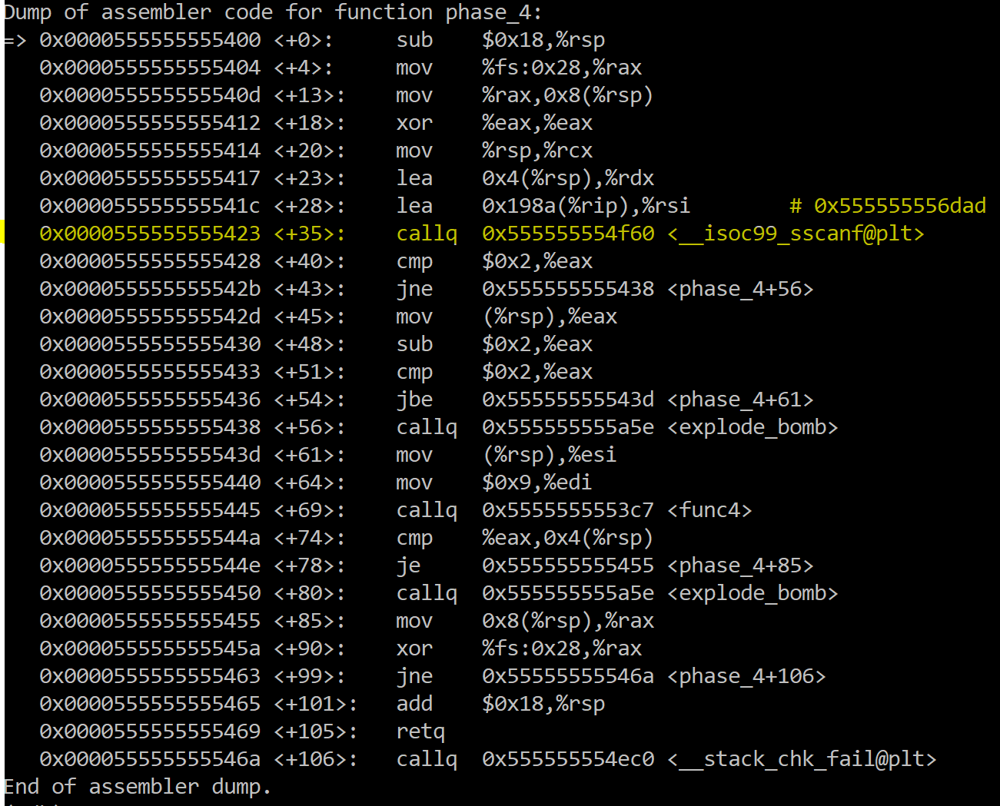 Dump of assembler code for function phase_4:
=> 0x0000555555555400 <+0>: sub $0x18,%rsp
0x0000555555555404 <+4>: mov %fs:0x28,%rax
0x000055555555540d <+13>: mov %rax,0x8(%rsp)
0x0000555555555412 <+18>: xor %eax,%eax
0x0000555555555414 <+20>: mov %rsp,%rcx
0x0000555555555417 <+23>: lea 0x4(%rsp),%rdx
0x000055555555541c <+28>: lea 0x198a(%rip),%rsi # 0x555555556dad
0x0000555555555423 <+35>: callq 0x555555554f60 <__isoc99_sscanf@plt>
0x0000555555555428 <+40>: cmp $0x2,%eax
0x000055555555542b <+43>: jne 0x555555555438 <phase_4+56>
0x000055555555542d <+45>: mov (%rsp),%eax
0x0000555555555430 <+48>: sub $0x2,%eax
0x0000555555555433 <+51>: cmp $0x2,%eax
0x0000555555555436 <+54>: jbe 0x55555555543d <phase_4+61>
0x0000555555555438 <+56>: callq 0x555555555a5e <explode_bomb>
0x000055555555543d <+61>: mov (%rsp),%esi
0x0000555555555440 <+64>: mov $0x9,%edi
0x0000555555555445 <+69>: callq 0x5555555553c7 <func4>
0x000055555555544a <+74>: cmp %eax,0x4(%rsp)
0x000055555555544e <+78>: je 0x555555555455 <phase_4+85>
0x0000555555555450 <+80>: callq 0x555555555a5e <explode_bomb>
0x0000555555555455 <+85>: mov 0x8(%rsp),%rax
0x000055555555545a <+90>: xor %fs:0x28,%rax
0x0000555555555463 <+99>: jne 0x55555555546a <phase_4+106>
0x0000555555555465 <+101>: add $0x18,%rsp
0x0000555555555469 <+105>: retq
0x000055555555546a <+106>: callq 0x555555554ec0 <__stack_chk_fail@plt>
End of assembler dump.